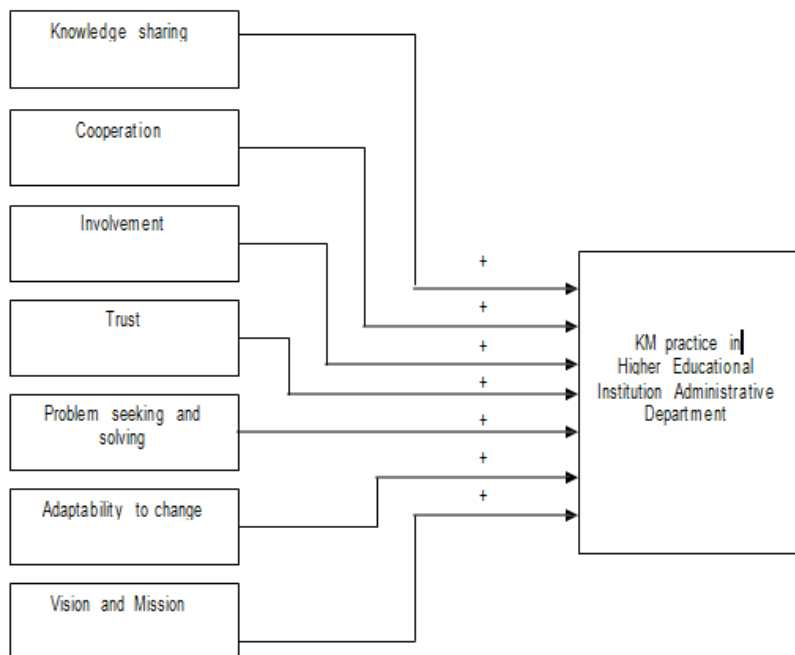 Knowledge sharing
Cooperation
Involvement
Trust
Problem seeking and
solving
Adaptability to change
Vision and Mission
+
+
+
+
+
+
+
KM practice in
Higher Educational
Institution Administrative
Department